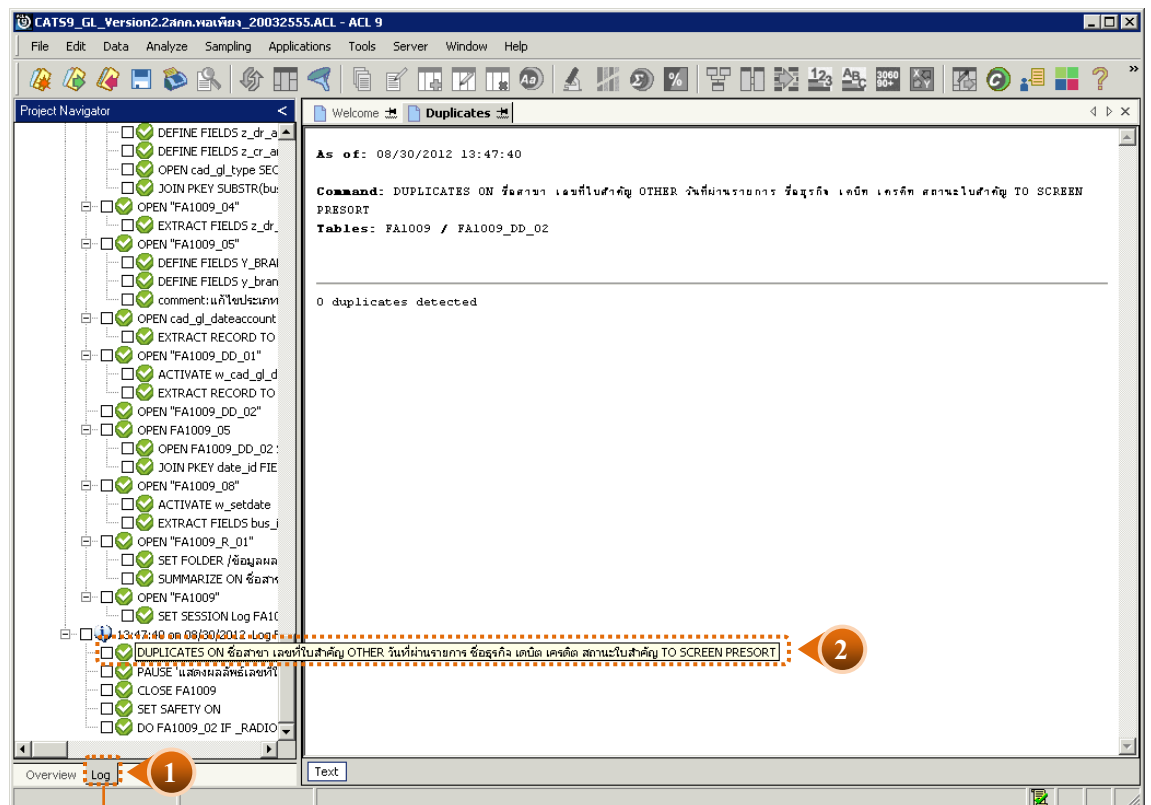 CATS9_GL_Version2.2สกก.พอเพียง_20032555.ACL - ACL 9
File Edit Data Analyze Sampling Applications Tools Server Window Help
Project Navigator <
Welcome Duplicates
DEFINE FIELDS z_dr_a
DEFINE FIELDS z_cr_a
OPEN cad_gl_type SEC
JOIN PKEY SUBSTR(bu
OPEN "FA1009_04"
EXTRACT FIELDS z_dr_
OPEN "FA1009_05"
DEFINE FIELDS Y_BRA
DEFINE FIELDS y_bran
comment:แก้ไขประเภท
OPEN cad_gl_dateaccount
EXTRACT RECORD TO
OPEN "FA1009_DD_01"
ACTIVATE w_cad_gl_d
EXTRACT RECORD TO
OPEN "FA1009_DD_02"
OPEN FA1009_05
OPEN FA1009_DD_02
JOIN PKEY date_id FIE
OPEN "FA1009_08"
ACTIVATE w_setdate
EXTRACT FIELDS bus_i
OPEN "FA1009_R_01"
SET FOLDER /ข้อมูลผล
SUMMARIZE ON ชื่อสาข
OPEN "FA1009"
SET SESSION Log FA10
13:47:40 on 08/30/2012 Log F
DUPLICATES ON ชื่อสาขา เลขที่ใบสำคัญ OTHER วันที่ผ่านรายการ ชื่อธุรกิจ เดบิต เครดิต สถานะใบสำคัญ TO SCREEN PRESORT
2
PAUSE 'แสดงผลลัพธ์เลขที่ใ
CLOSE FA1009
SET SAFETY ON
DO FA1009_02 IF _RADIO
Overview Log
1
As of: 08/30/2012 13:47:40
Command: DUPLICATES ON ชื่อสาขา เลขที่ใบสำคัญ OTHER วันที่ผ่านรายการ ชื่อธุรกิจ เดบิต เครดิต สถานะใบสำคัญ TO SCREEN
PRESORT
Tables: FA1009 / FA1009_DD_02
0 duplicates detected
Text